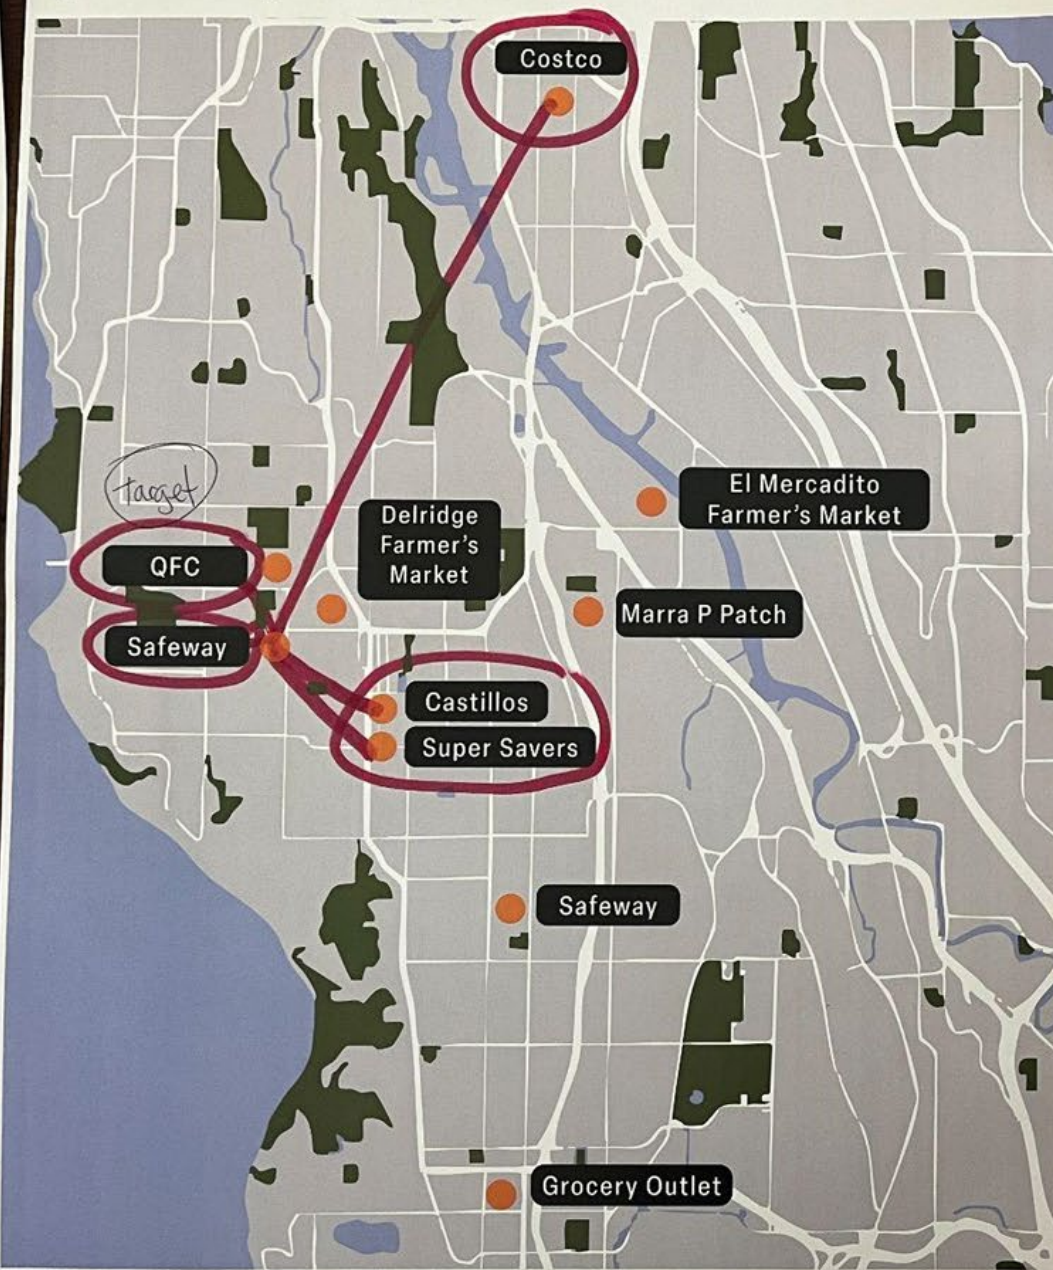 Costco
Target
QFC
Safeway
Delridge
Farmer's
Market
El Mercadito
Farmer's Market
Marra P Patch
Castillos
Super Savers
Safeway
Grocery Outlet